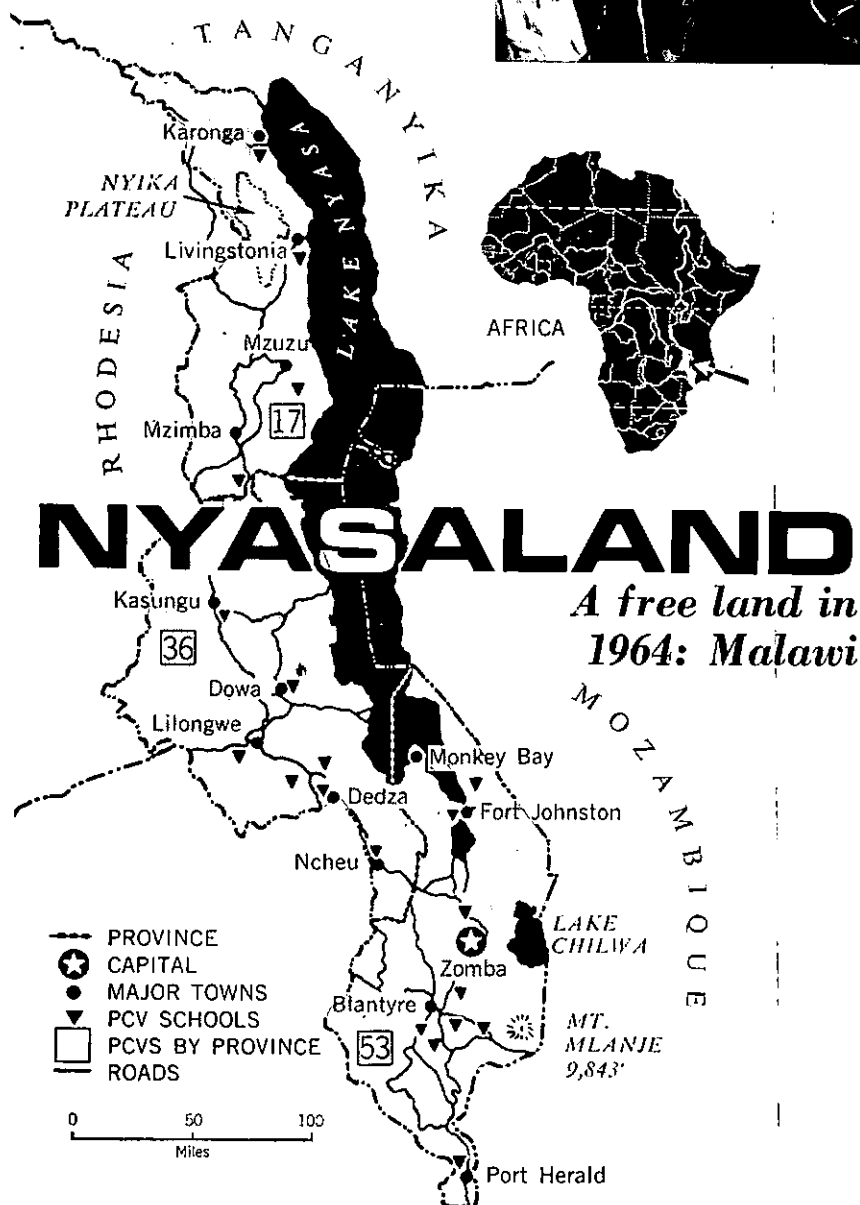 TANGANYIKA
Karonga
NYIKA
PLATEAU
LAKE NYASA
Livingstonia
RHODESIA
AFRICA
Mzuzu
17
Mzimba
NYASALAND
A free land in
1964: Malawi
Kasungu
36
Dowa
MOZAMBIQUE
Lilongwe
Monkey Bay
Dedza
Fort Johnston
Ncheu
LAKE
CHILWA
Zomba
Blantyre
53
MT.
MLANJE
9,843'
PROVINCE
CAPITAL
MAJOR TOWNS
PCV SCHOOLS
PCVS BY PROVINCE
ROADS
0 50 100
Miles
Port Herald